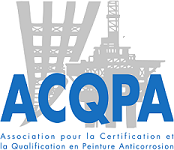 ACQPA
Association pour la Certification et
la Qualification en Peinture Anticorrosion